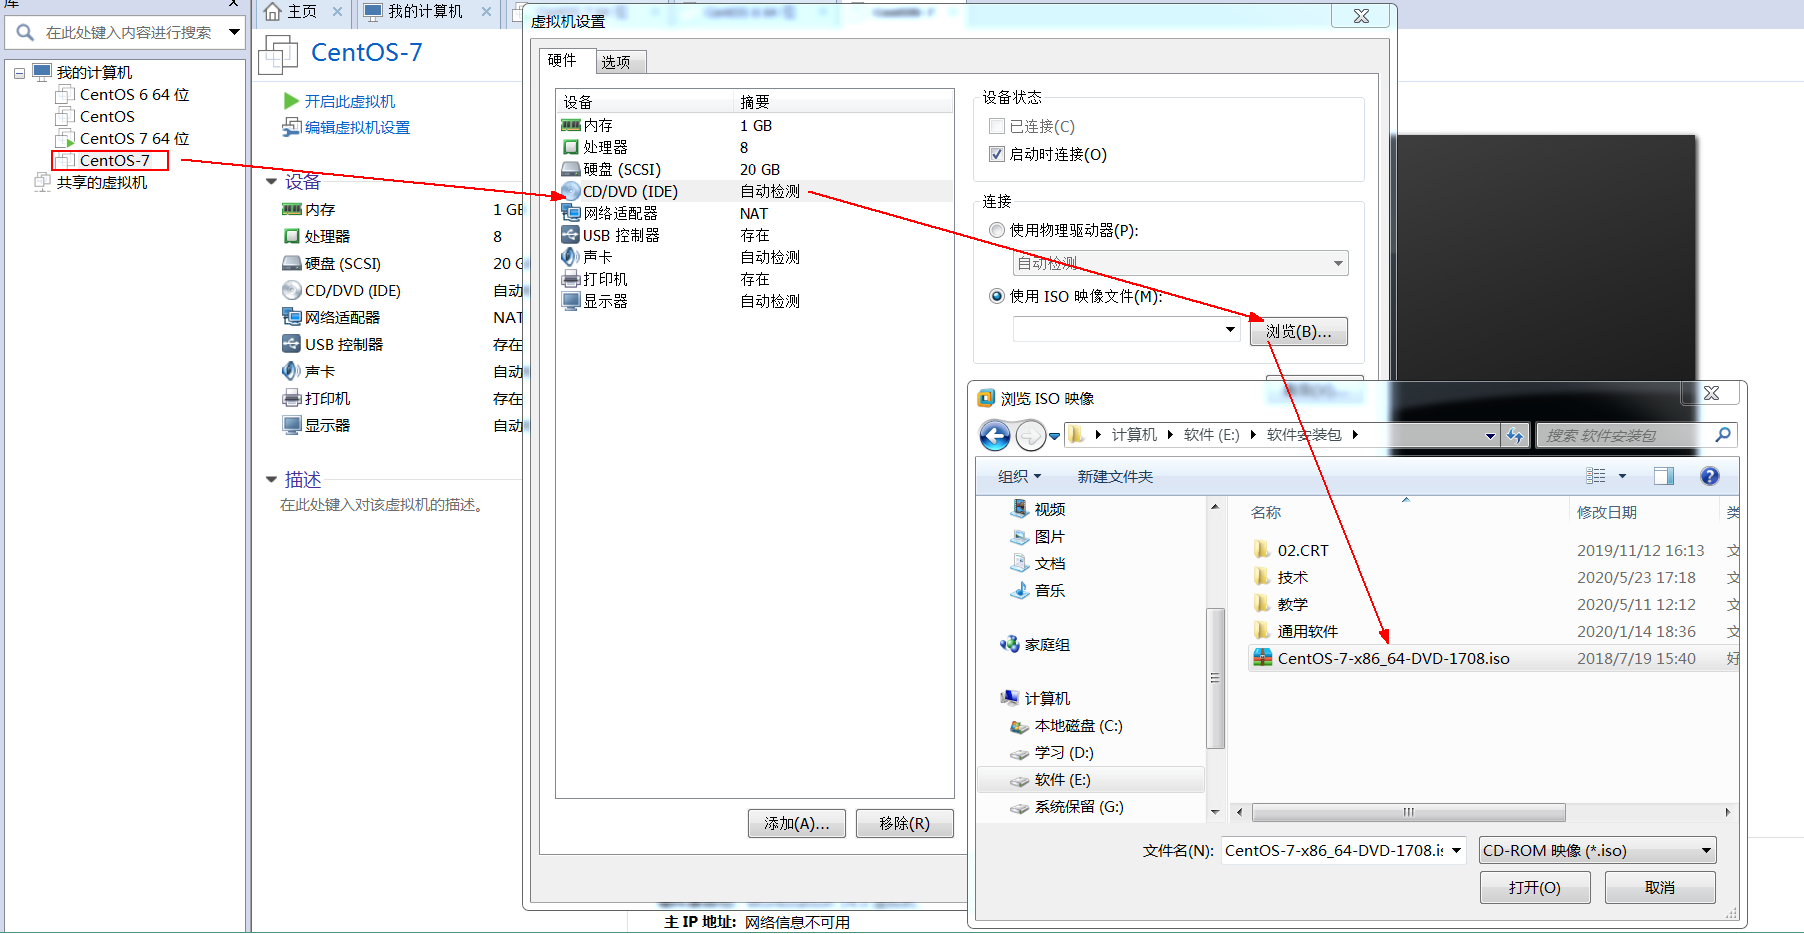 库
在此处键入内容进行搜索
我的计算机
CentOS 6 64 位
CentOS
CentOS 7 64 位
CentOS-7
共享的虚拟机
主页
我的计算机
CentOS-7
开启此虚拟机
编辑虚拟机设置
设备
内存 1 GB
处理器 8
硬盘 (SCSI) 20 G
CD/DVD (IDE) 自动
网络适配器 NAT
USB 控制器 存在
声卡 自动
打印机 存在
显示器 自动
描述
在此处键入对该虚拟机的描述。
虚拟机设置
硬件 选项
设备 摘要
内存 1 GB
处理器 8
硬盘 (SCSI) 20 GB
CD/DVD (IDE) 自动检测
网络适配器 NAT
USB 控制器 存在
声卡 自动检测
打印机 存在
显示器 自动检测
添加(A)... 移除(R)
设备状态
已连接(C)
启动时连接(O)
连接
使用物理驱动器(P):
自动检测
使用 ISO 映像文件(M):
浏览(B)...
浏览 ISO 映像
计算机 软件 (E:) 软件安装包
搜索 软件安装包
组织 新建文件夹
视频
图片
文档
音乐
家庭组
计算机
本地磁盘 (C:)
学习 (D:)
软件 (E:)
系统保留 (G:)
名称 修改日期 类
02.CRT 2019/11/12 16:13 文
技术 2020/5/23 17:18 文
教学 2020/5/11 12:12 文
通用软件 2020/1/14 18:36 文
CentOS-7-x86_64-DVD-1708.iso 2018/7/19 15:40 好
文件名(N): CentOS-7-x86_64-DVD-1708.is CD-ROM 映像 (*.iso)
打开(O) 取消
主 IP 地址: 网络信息不可用